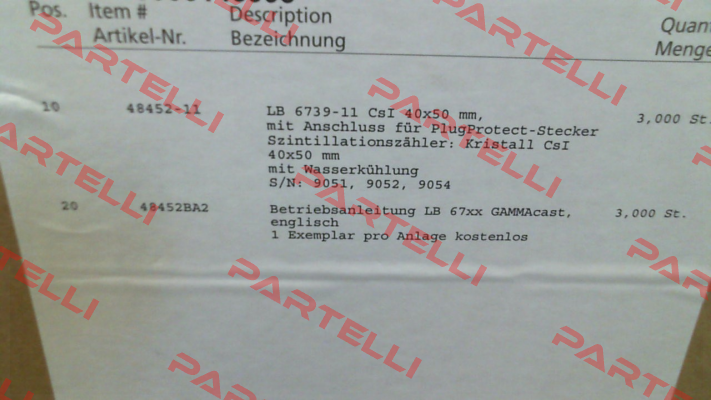 Pos. Item # Description
Artikel-Nr. Bezeichnung
Menge
10 48452-11 LB 6739-11 CsI 40x50 mm, 3,000 St.
mit Anschluss für PlugProtect-Stecker
Szintillationszähler: Kristall CsI
40x50 mm
mit Wasserkühlung
S/N: 9051, 9052, 9054
20 48452BA2 Betriebsanleitung LB 67xx GAMMAcast, 3,000 St.
englisch
1 Exemplar pro Anlage kostenlos
PARTELLI
PARTELLI
PARTELLI
PARTELLI
PARTELLI
PARTELLI